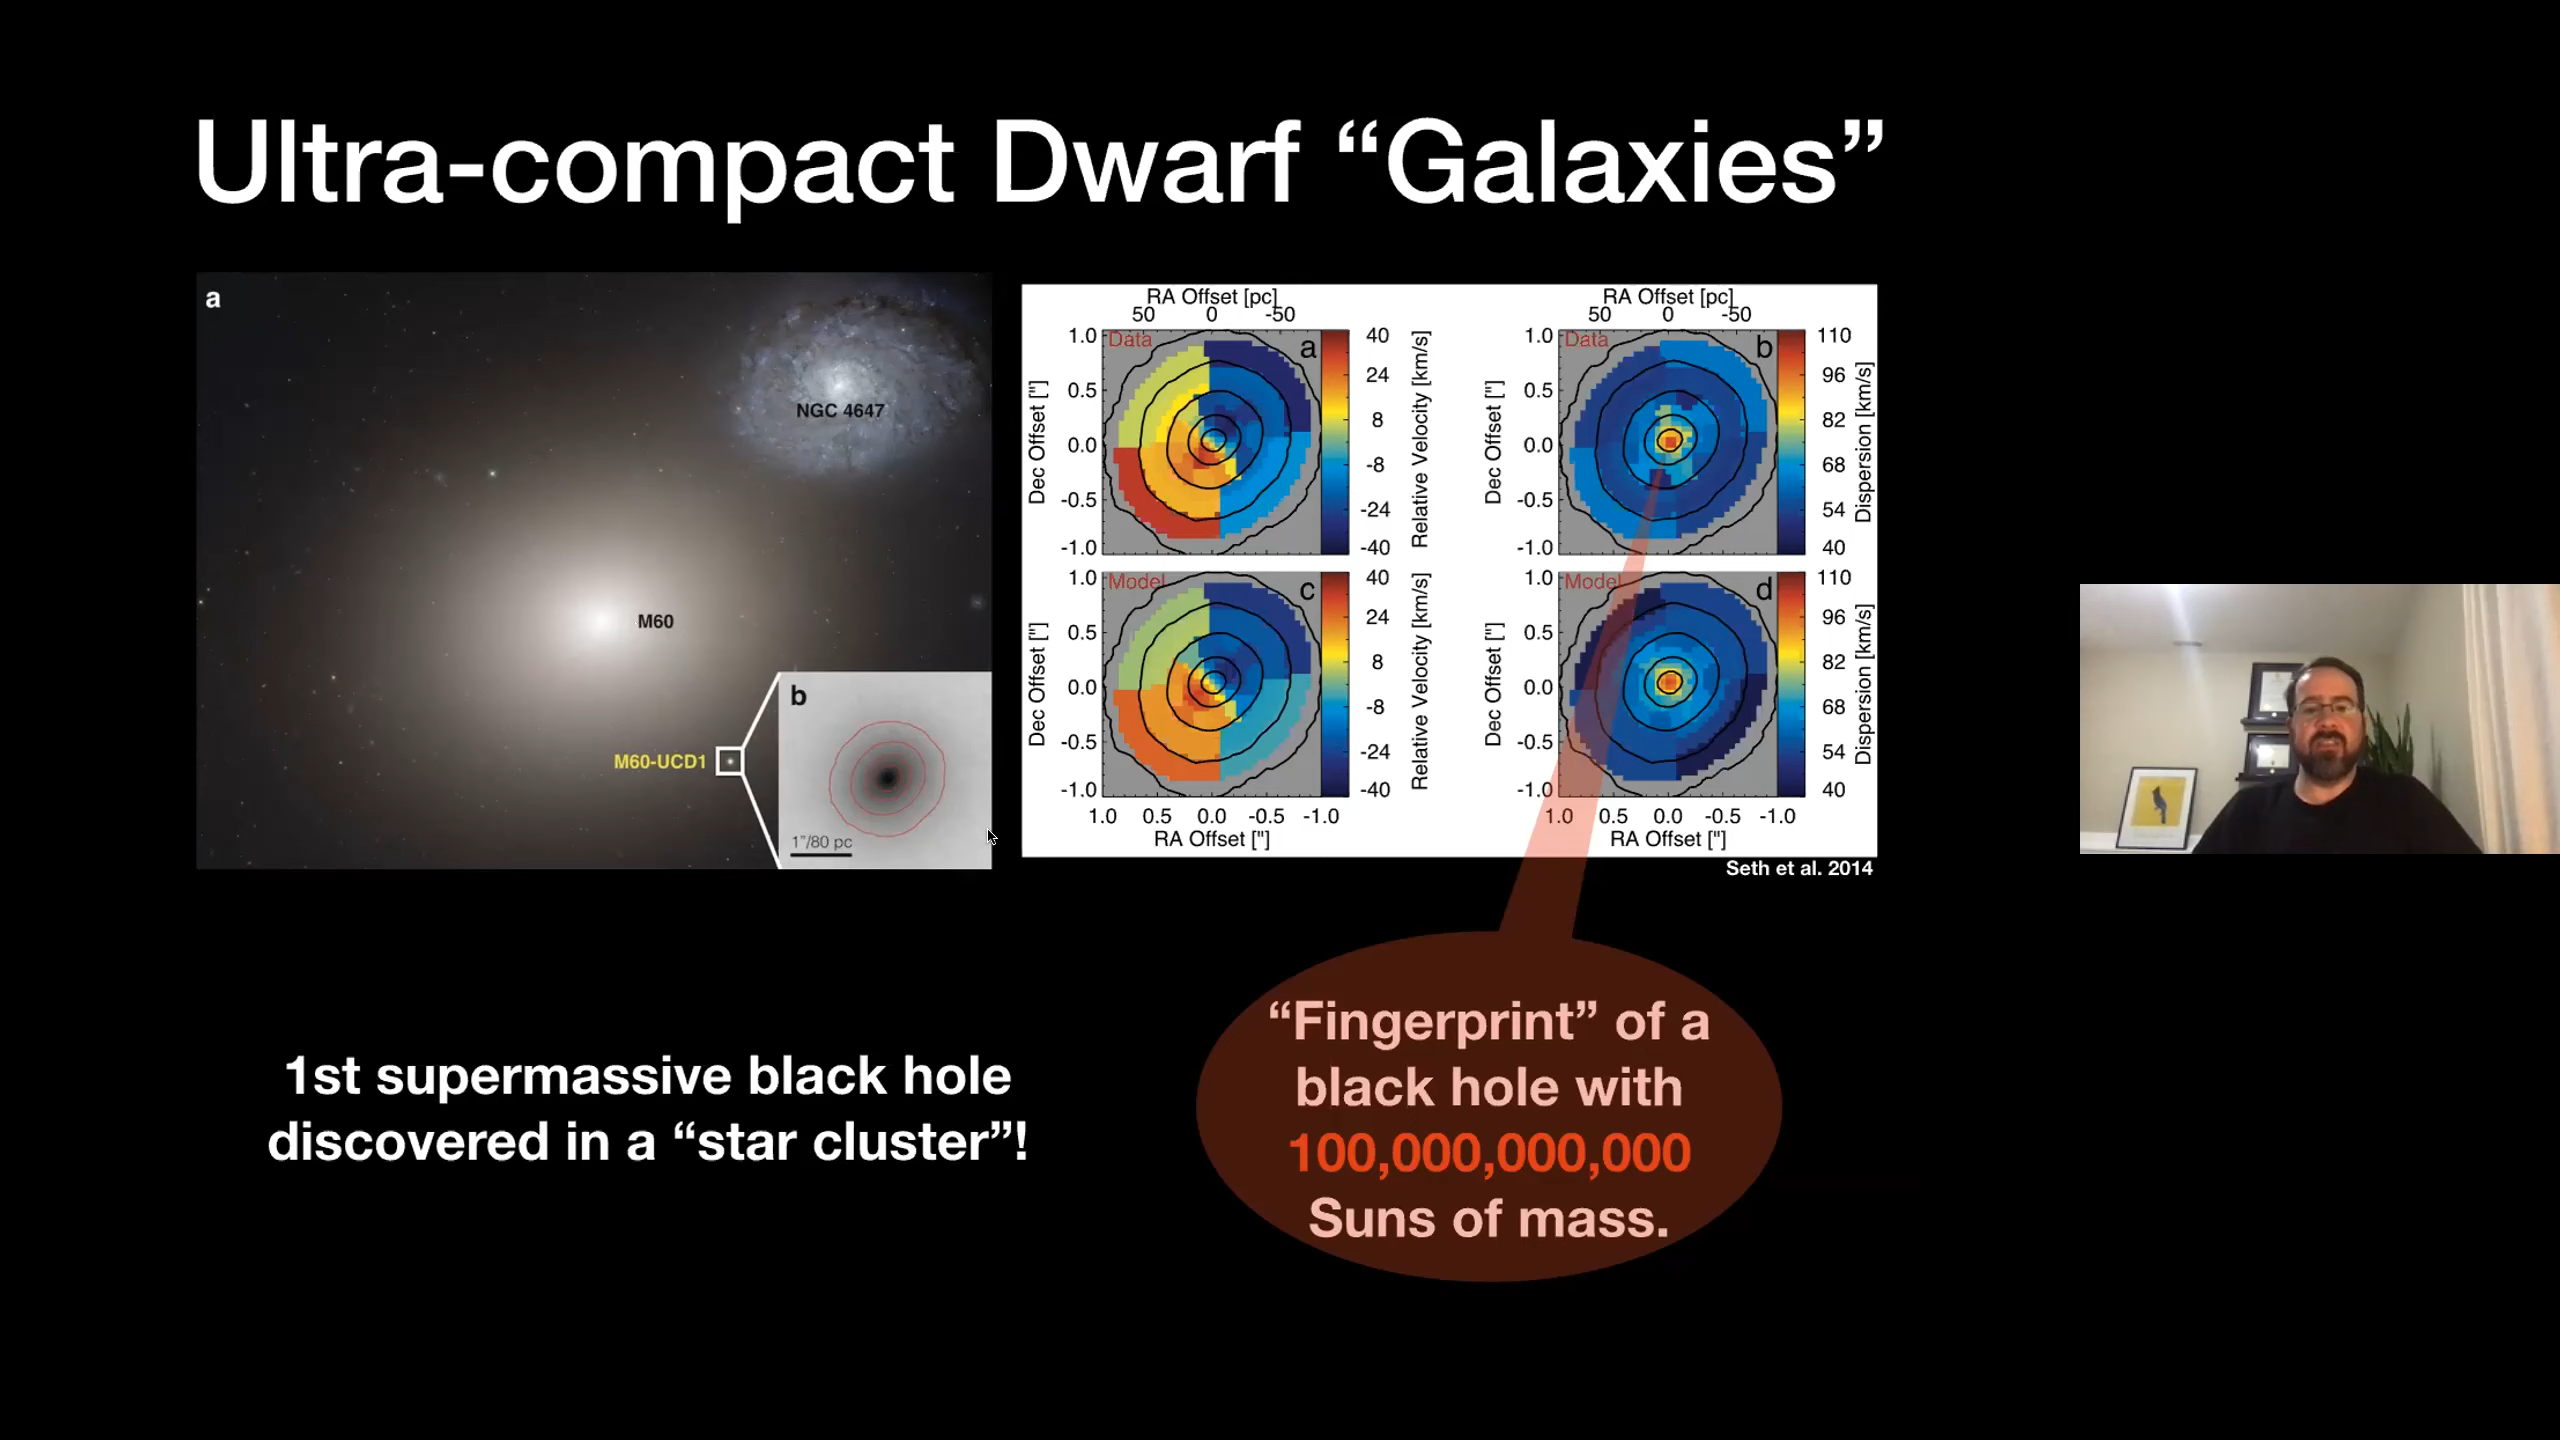 Ultra-compact Dwarf “Galaxies”
a
NGC 4647
M60
M60-UCD1
b
1"/80 pc
RA Offset [pc]
50 0 -50
1.0
0.5
0.0
-0.5
-1.0
Dec Offset ["]
Data
a
40
24
8
-8
-24
-40
Relative Velocity [km/s]
RA Offset [pc]
50 0 -50
1.0
0.5
0.0
-0.5
-1.0
Dec Offset ["]
Data
b
110
96
82
68
54
40
Dispersion [km/s]
1.0
0.5
0.0
-0.5
-1.0
Dec Offset ["]
Model
c
40
24
8
-8
-24
-40
Relative Velocity [km/s]
1.0 0.5 0.0 -0.5 -1.0
RA Offset ["]
1.0
0.5
0.0
-0.5
-1.0
Dec Offset ["]
Model
d
110
96
82
68
54
40
Dispersion [km/s]
1.0 0.5 0.0 -0.5 -1.0
RA Offset ["]
Seth et al. 2014
1st supermassive black hole
discovered in a “star cluster”!
“Fingerprint” of a
black hole with
100,000,000,000
Suns of mass.